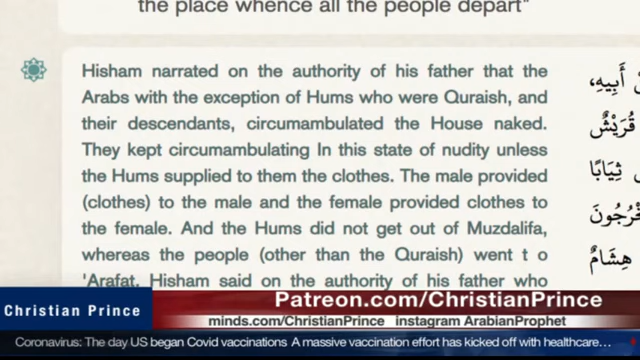 the place whence all the people depart"
Hisham narrated on the authority of his father that the
Arabs with the exception of Hums who were Quraish, and
their descendants, circumambulated the House naked.
They kept circumambulating In this state of nudity unless
the Hums supplied to them the clothes. The male provided
(clothes) to the male and the female provided clothes to
the female. And the Hums did not get out of Muzdalifa,
whereas the people (other than the Quraish) went t o
'Arafat. Hisham said on the authority of his father who
أَبِيهِ،
قُرَيْشٌ
ثِيَابًا
هِشَامٌ
Christian Prince
Patreon.com/ChristianPrince
minds.com/ChristianPrince instagram ArabianProphet
Coronavirus: The day US began Covid vaccinations A massive vaccination effort has kicked off with healthcare…